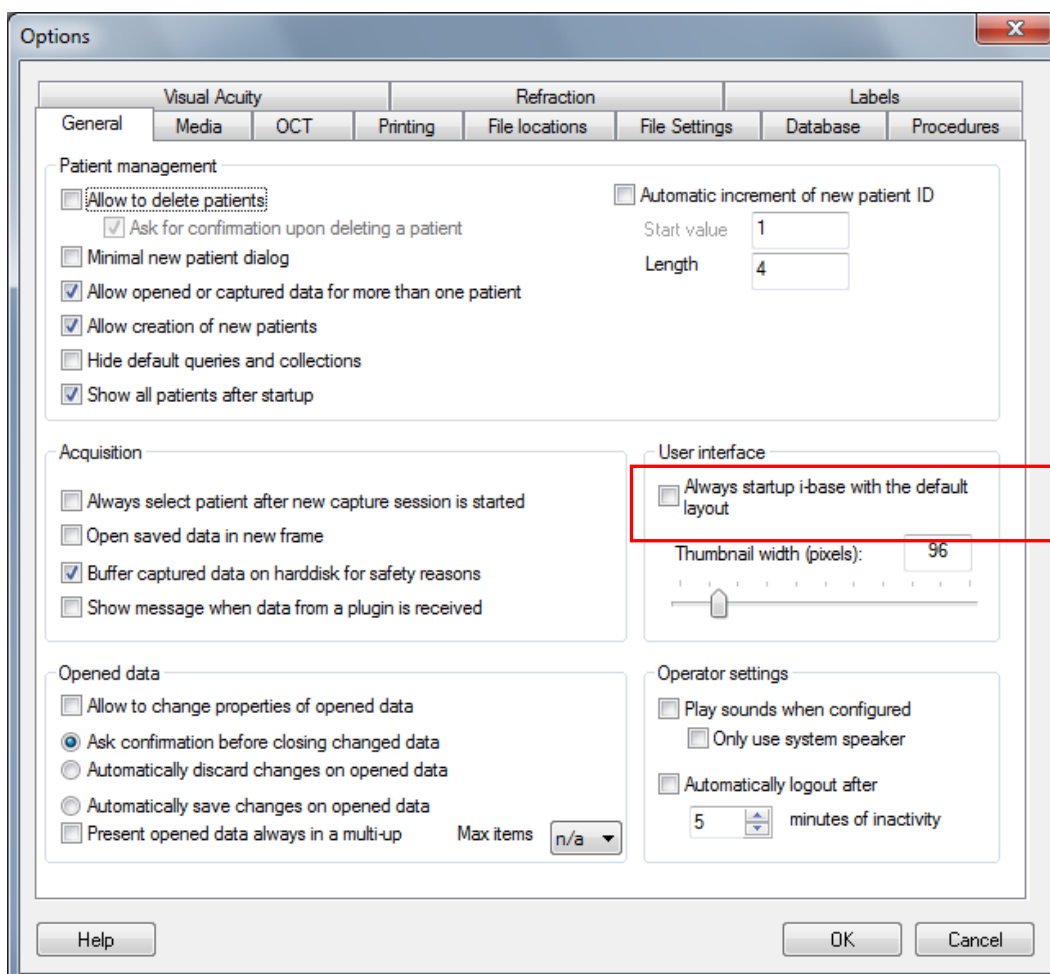 Options
Visual Acuity
Refraction
Labels
General
Media
OCT
Printing
File locations
File Settings
Database
Procedures
Patient management
Allow to delete patients
Ask for confirmation upon deleting a patient
Minimal new patient dialog
Allow opened or captured data for more than one patient
Allow creation of new patients
Hide default queries and collections
Show all patients after startup
Automatic increment of new patient ID
Start value
1
Length
4
Acquisition
Always select patient after new capture session is started
Open saved data in new frame
Buffer captured data on harddisk for safety reasons
Show message when data from a plugin is received
User interface
Always startup i-base with the default
layout
Thumbnail width (pixels):
96
Opened data
Allow to change properties of opened data
Ask confirmation before closing changed data
Automatically discard changes on opened data
Automatically save changes on opened data
Present opened data always in a multi-up
Max items
n/a
Operator settings
Play sounds when configured
Only use system speaker
Automatically logout after
5
minutes of inactivity
Help
OK
Cancel